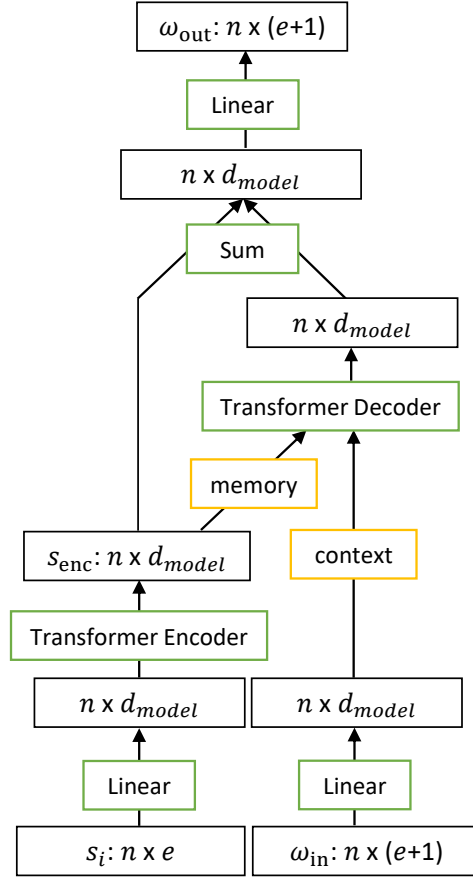 ω_out: n x (e+1)
Linear
n x d_model
Sum
n x d_model
Transformer Decoder
memory
s_enc: n x d_model
context
Transformer Encoder
n x d_model
n x d_model
Linear
Linear
s_i: n x e
ω_in: n x (e+1)